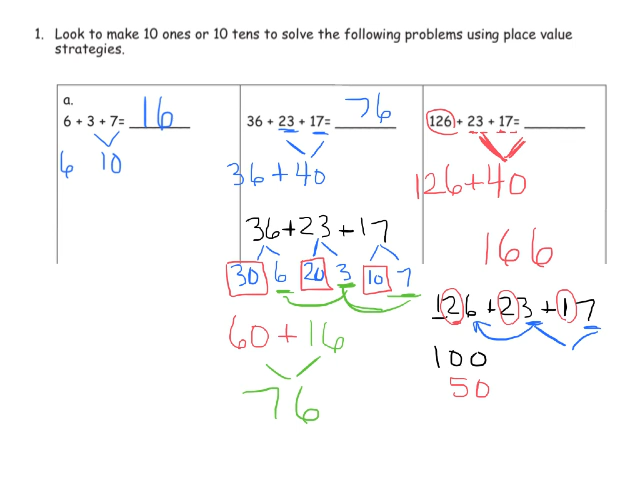 1. Look to make 10 ones or 10 tens to solve the following problems using place value
strategies.
a.
6 + 3 + 7= 16
6 10
36 + 23 + 17= 76
36 + 40
36+23+17
30 6 20 3 10 7
60 + 16
76
126 + 23 + 17=
126+40
166
126 +23 +17
100
50